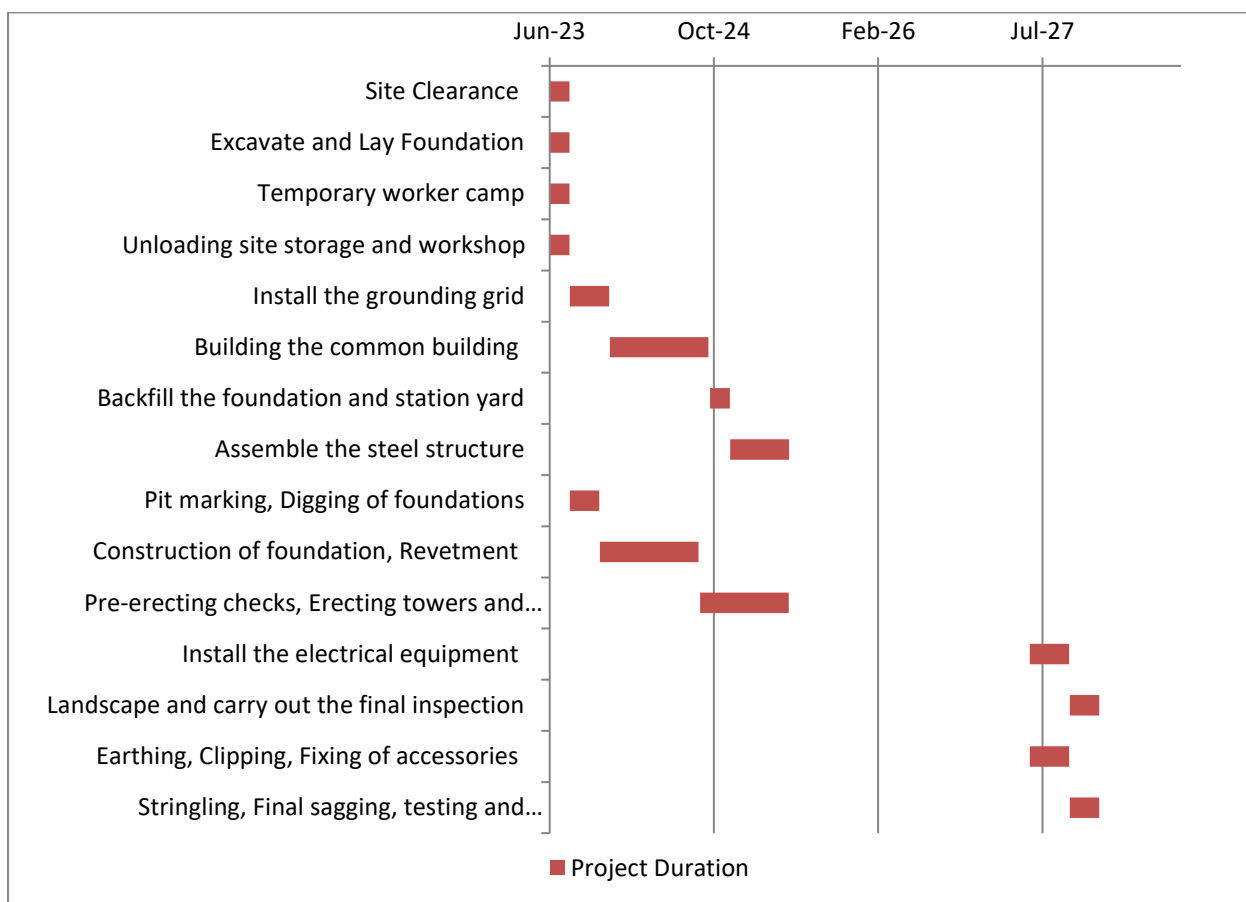 Jun-23 Oct-24 Feb-26 Jul-27
Site Clearance
Excavate and Lay Foundation
Temporary worker camp
Unloading site storage and workshop
Install the grounding grid
Building the common building
Backfill the foundation and station yard
Assemble the steel structure
Pit marking, Digging of foundations
Construction of foundation, Revetment
Pre-erecting checks, Erecting towers and…
Install the electrical equipment
Landscape and carry out the final inspection
Earthing, Clipping, Fixing of accessories
Stringling, Final sagging, testing and…
Project Duration